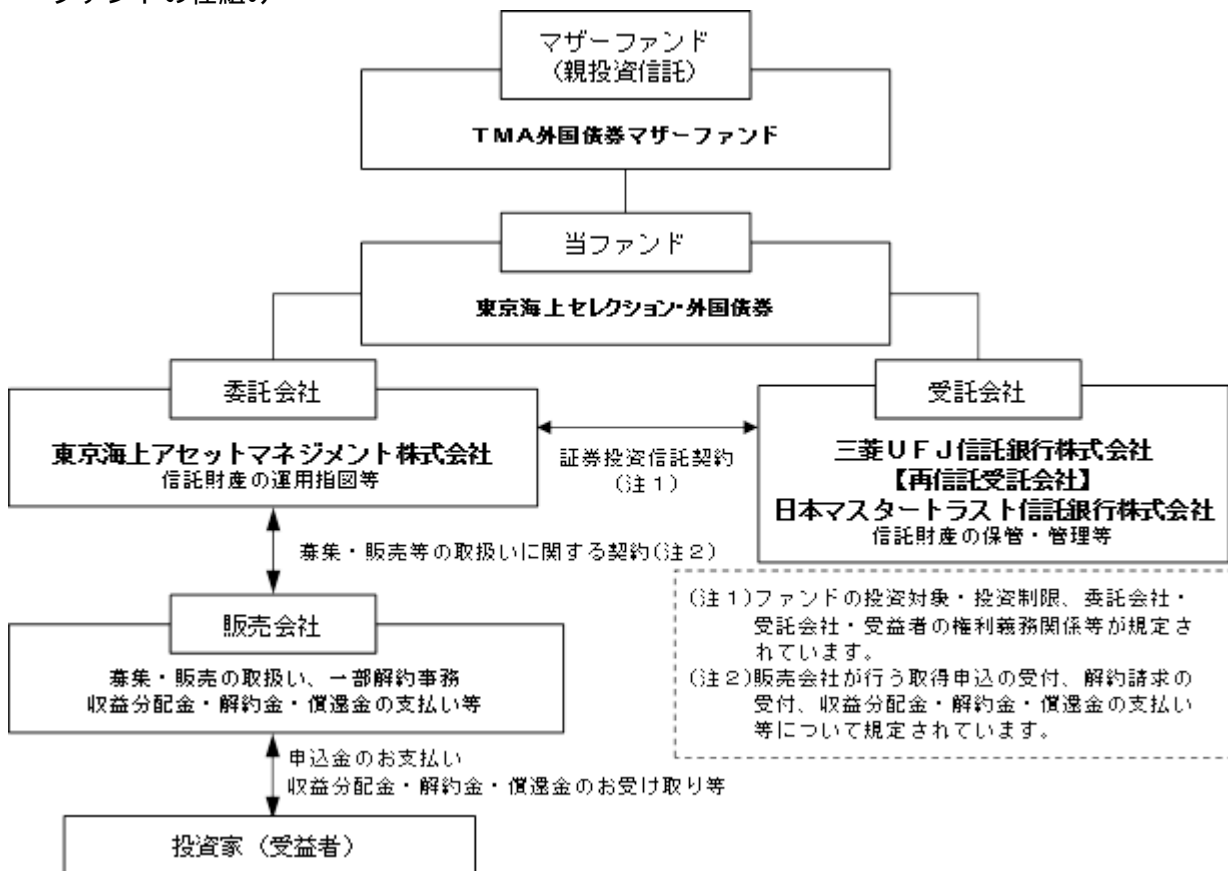 ファンドの仕組み
マザーファンド
（親投資信託）
ＴＭＡ外国債券マザーファンド
当ファンド
東京海上セレクション・外国債券
委託会社
東京海上アセットマネジメント株式会社
信託財産の運用指図等
証券投資信託契約
（注１）
受託会社
三菱ＵＦＪ信託銀行株式会社
【再信託受託会社】
日本マスタートラスト信託銀行株式会社
信託財産の保管・管理等
募集・販売等の取扱いに関する契約（注２）
販売会社
募集・販売の取扱い、一部解約事務
収益分配金・解約金・償還金の支払い等
（注１）ファンドの投資対象・投資制限、委託会社・
受託会社・受益者の権利義務関係等が規定さ
れています。
（注２）販売会社が行う取得申込の受付、解約請求の
受付、収益分配金・解約金・償還金の支払い
等について規定されています。
申込金のお支払い
収益分配金・解約金・償還金のお受け取り等
投資家（受益者）